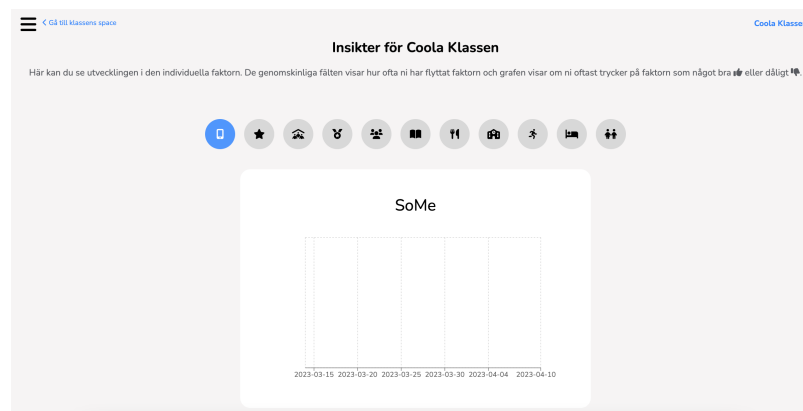 Gå till klassens space
Coola Klassen
Insikter för Coola Klassen
Här kan du se utvecklingen i den individuella faktorn. De genomskinliga fälten visar hur ofta ni har flyttat faktorn och grafen visar om ni oftast trycker på faktorn som något bra eller dåligt .
SoMe
2023-03-15 2023-03-20 2023-03-25 2023-03-30 2023-04-04 2023-04-10